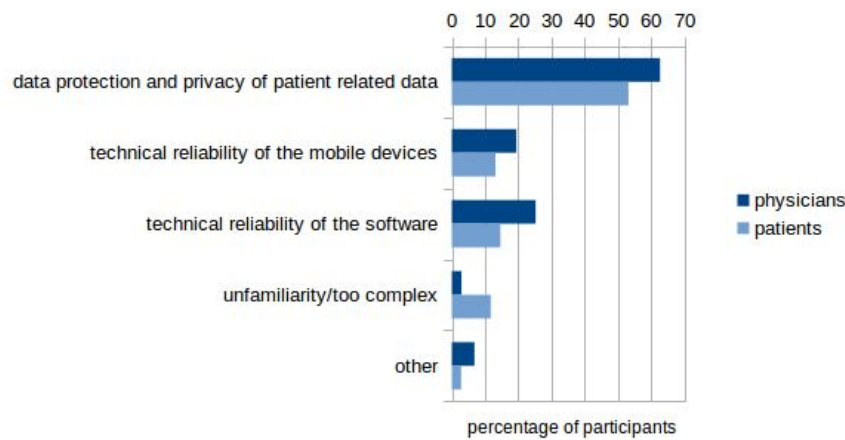 0 10 20 30 40 50 60 70
data protection and privacy of patient related data
technical reliability of the mobile devices
technical reliability of the software
unfamiliarity/too complex
other
physicians
patients
percentage of participants